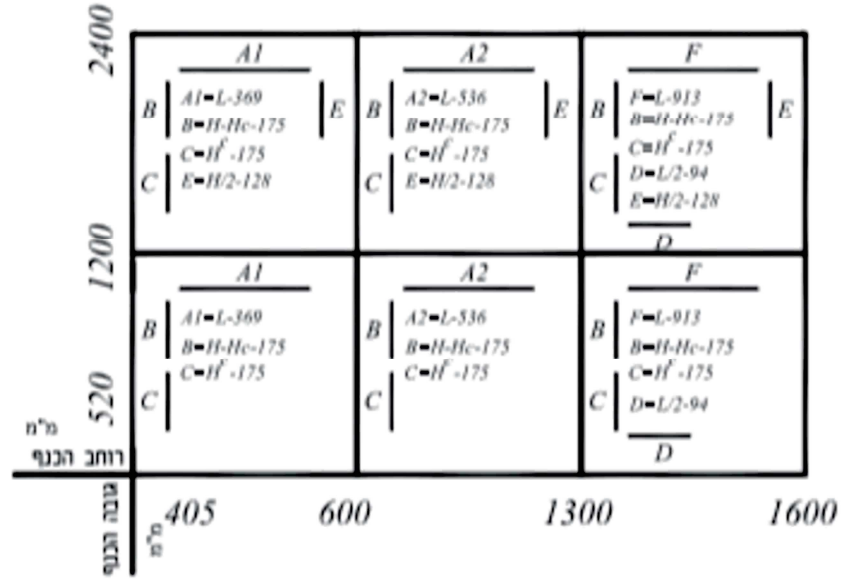 2400
A1
B
A1=L-369
B=H-Hc-175
C=H^c-175
E=H/2-128
E
C
A2
B
A2=L-536
B=H-Hc-175
C=H^c-175
E=H/2-128
E
C
F
B
F=L-913
B=H-Hc-175
C=H^c-175
D=L/2-94
E=H/2-128
E
C
D
1200
A1
B
A1=L-369
B=H-Hc-175
C=H^c-175
C
A2
B
A2=L-536
B=H-Hc-175
C=H^c-175
C
F
B
F=L-913
B=H-Hc-175
C=H^c-175
D=L/2-94
C
D
520
מ"מ
רוחב הכנף
גובה הכנף
מ"מ
405 600 1300 1600